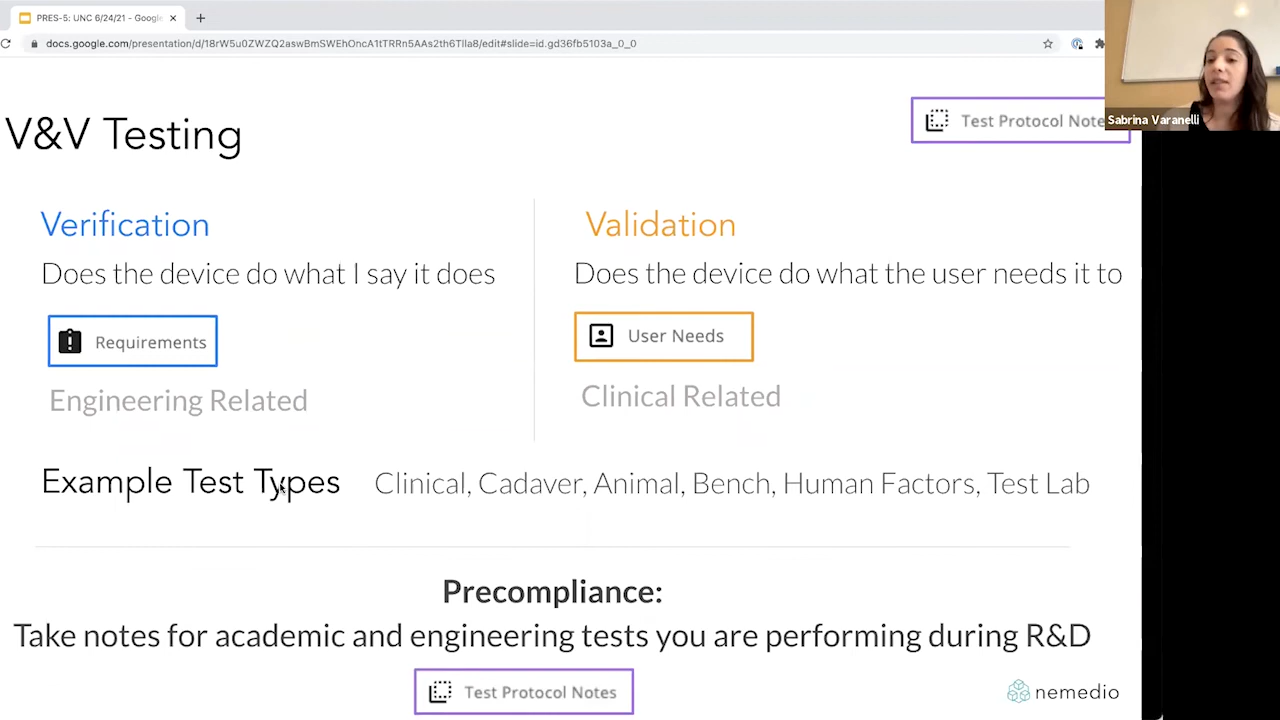 PRES-5: UNC 6/24/21 - Google
docs.google.com/presentation/d/18rW5u0ZWZQ2aswBmSWEhOncA1tTRRn5AAs2th6TIla8/edit#slide=id.gd36fb5103a_0_0
V&V Testing
Test Protocol Note
Sabrina Varanelli
Verification
Validation
Does the device do what I say it does
Does the device do what the user needs it to
Requirements
User Needs
Engineering Related
Clinical Related
Example Test Types
Clinical, Cadaver, Animal, Bench, Human Factors, Test Lab
Precompliance:
Take notes for academic and engineering tests you are performing during R&D
Test Protocol Notes
nemedio